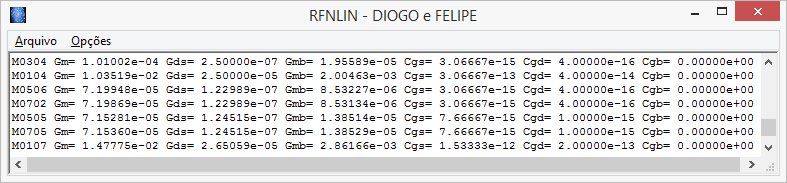 RFNLIN - DIOGO e FELIPE
Arquivo Opções
M0304 Gm= 1.01002e-04 Gds= 2.50000e-07 Gmb= 1.95589e-05 Cgs= 3.06667e-15 Cgd= 4.00000e-16 Cgb= 0.00000e+00
M0104 Gm= 1.03519e-02 Gds= 2.50000e-05 Gmb= 2.00463e-03 Cgs= 3.06667e-13 Cgd= 4.00000e-14 Cgb= 0.00000e+00
M0506 Gm= 7.19948e-05 Gds= 1.22989e-07 Gmb= 8.53227e-06 Cgs= 3.06667e-15 Cgd= 4.00000e-16 Cgb= 0.00000e+00
M0702 Gm= 7.19869e-05 Gds= 1.22987e-07 Gmb= 8.53134e-06 Cgs= 3.06667e-15 Cgd= 4.00000e-16 Cgb= 0.00000e+00
M0505 Gm= 7.15281e-05 Gds= 1.24515e-07 Gmb= 1.38514e-05 Cgs= 7.66667e-15 Cgd= 1.00000e-15 Cgb= 0.00000e+00
M0705 Gm= 7.15360e-05 Gds= 1.24515e-07 Gmb= 1.38529e-05 Cgs= 7.66667e-15 Cgd= 1.00000e-15 Cgb= 0.00000e+00
M0107 Gm= 1.47775e-02 Gds= 2.65059e-05 Gmb= 2.86166e-03 Cgs= 1.53333e-12 Cgd= 2.00000e-13 Cgb= 0.00000e+00